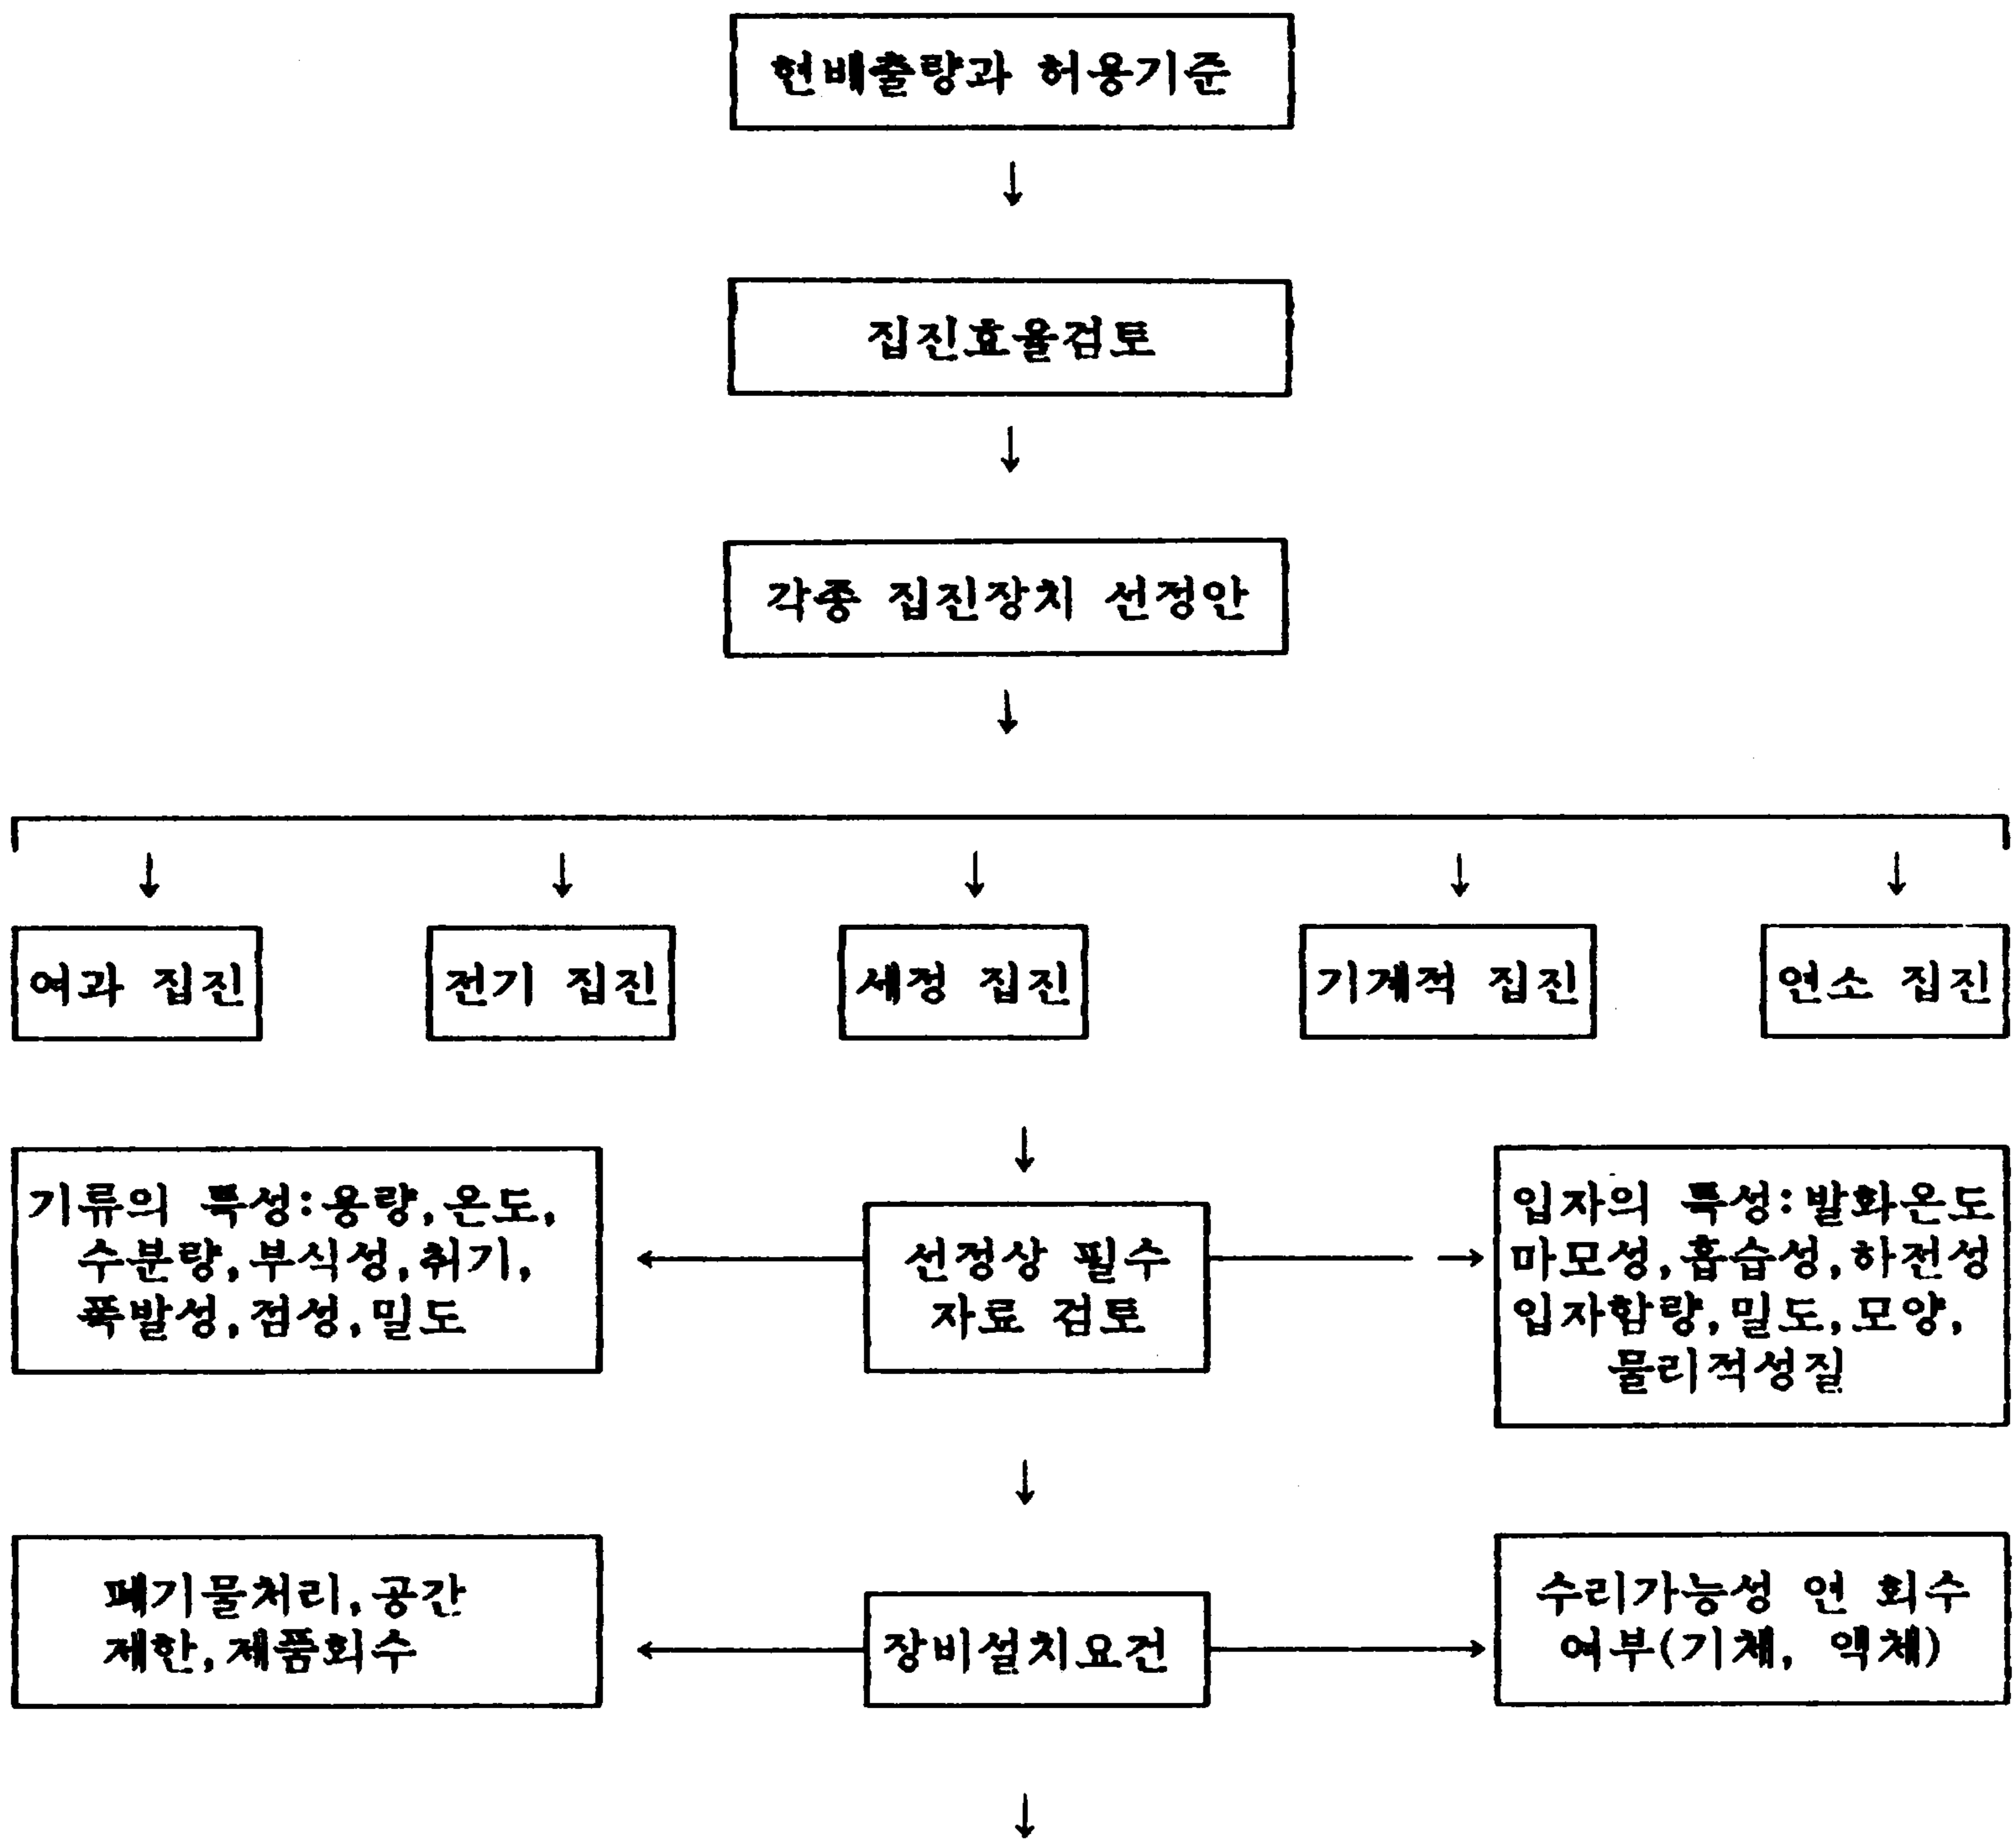 헌배출량과 허용기준
집진효율검토
각종 집진장치 선정안
여과 집진
전기 집진
세정 집진
기계적 집진
연소 집진
기류의 특성:용량,온도,
수분량,부식성,취기,
폭발성,점성,밀도
선정상 필수
자료 검토
입자의 특성:발화온도
마모성,흡습성,하전성
입자함량,밀도,모양,
물리적성질
폐기물처리,공간
제한,제품회수
장비설치요건
수리가능성 연 회수
여부(기체, 액체)